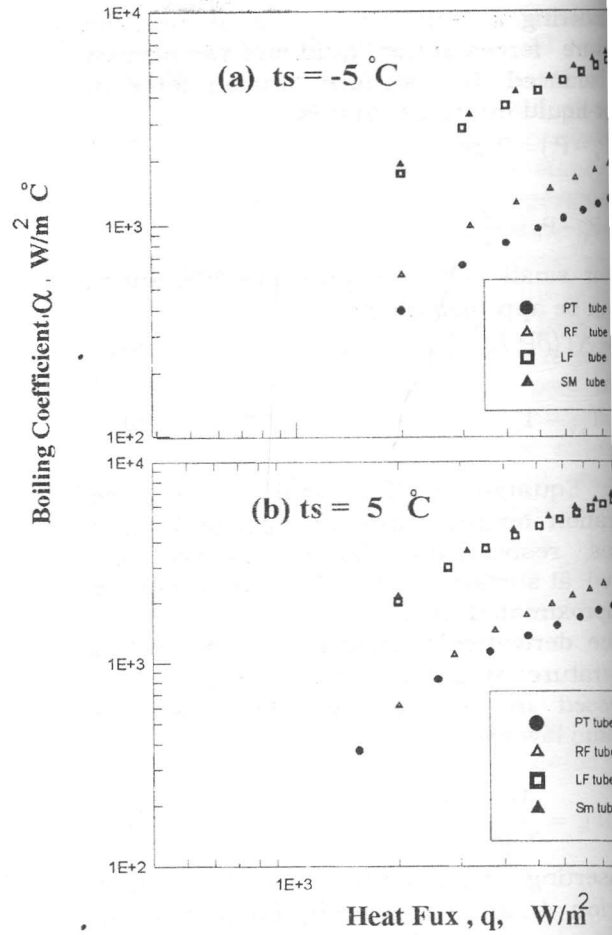 1E+4
(a) ts = -5 °C
1E+3
PT tube
RF tube
LF tube
SM tube
1E+2
Boiling Coefficient, α, W/m² °C
1E+4
(b) ts = 5 °C
1E+3
PT tube
RF tube
LF tube
Sm tub
1E+2
1E+3
Heat Fux , q, W/m²